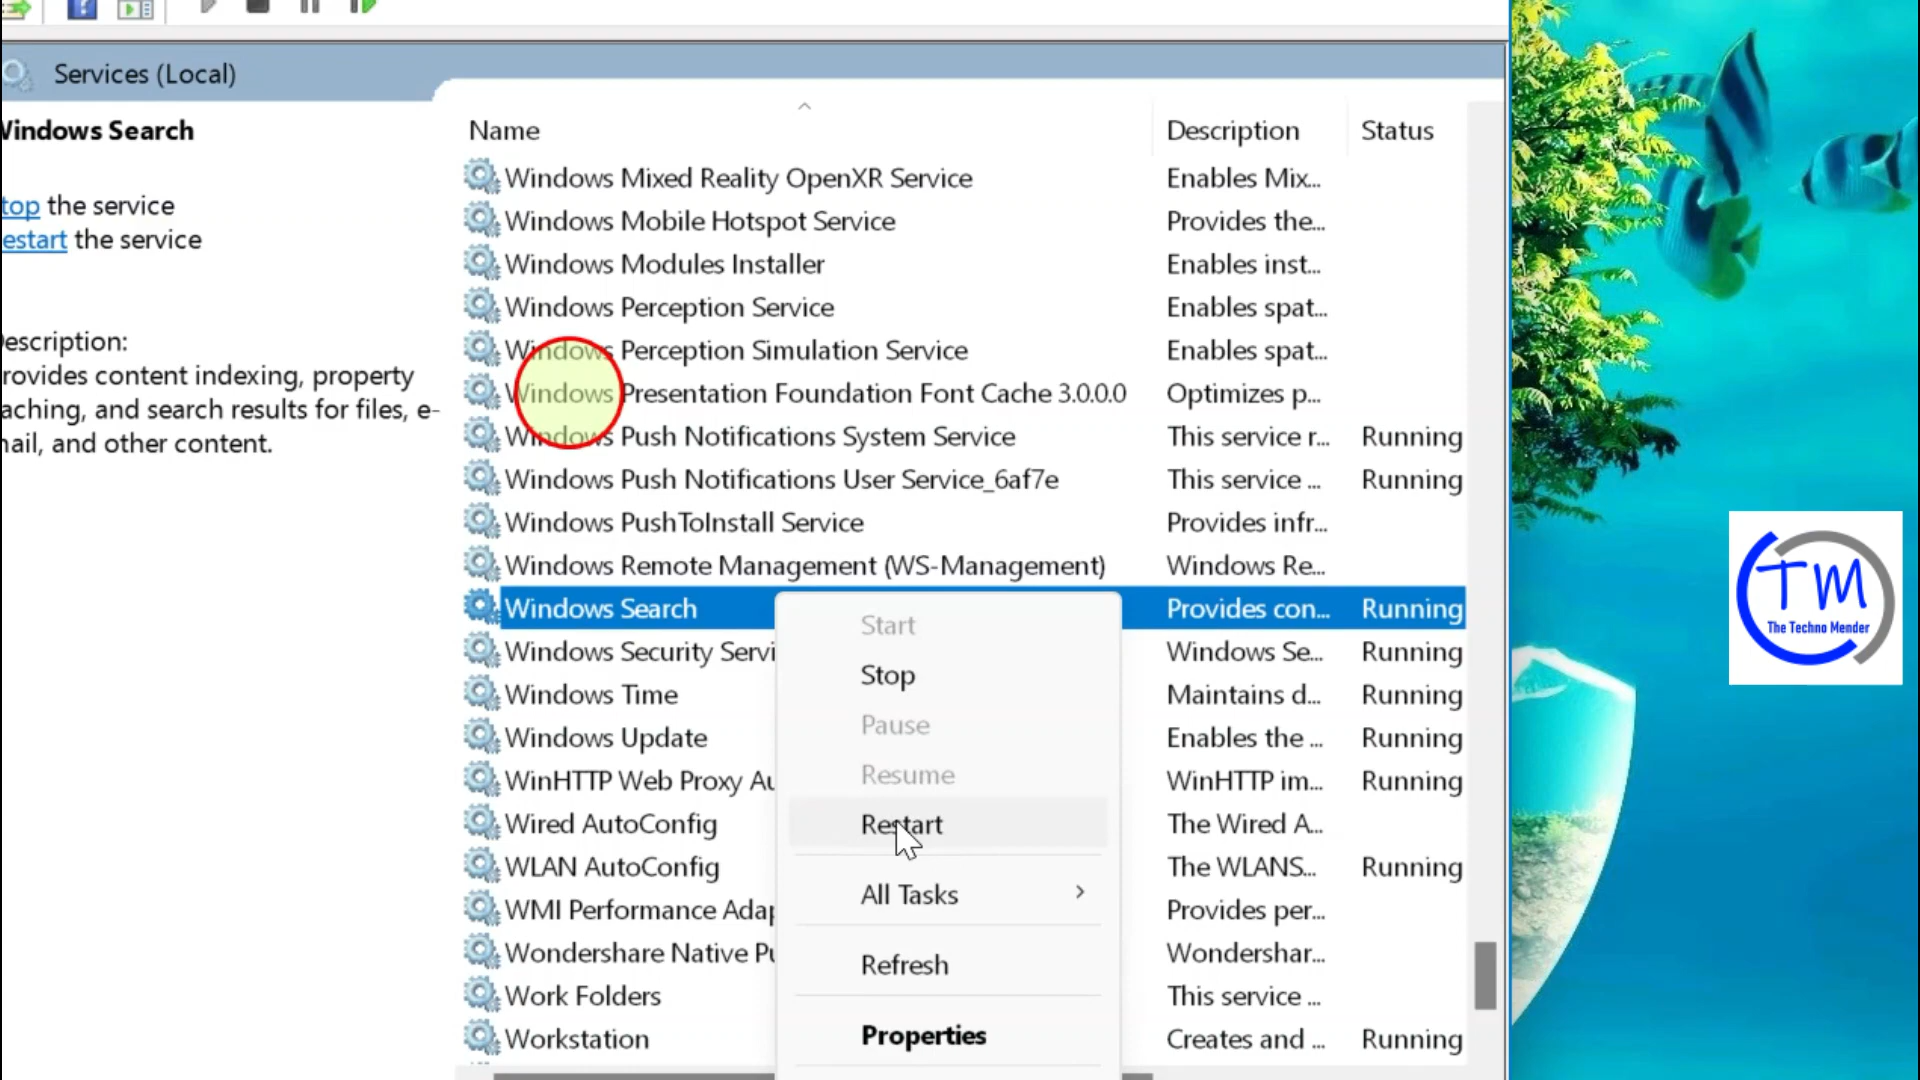 Services (Local)
Windows Search
top the service
estart the service
escription:
rovides content indexing, property
aching, and search results for files, e-
nail, and other content.
Name
Description
Status
Windows Mixed Reality OpenXR Service Enables Mix...
Windows Mobile Hotspot Service Provides the...
Windows Modules Installer Enables inst...
Windows Perception Service Enables spat...
Windows Perception Simulation Service Enables spat...
Windows Presentation Foundation Font Cache 3.0.0.0 Optimizes p...
Windows Push Notifications System Service This service r... Running
Windows Push Notifications User Service_6af7e This service ... Running
Windows PushToInstall Service Provides infr...
Windows Remote Management (WS-Management) Windows Re...
Windows Search Provides con... Running
Windows Security Servi Windows Se... Running
Windows Time Maintains d... Running
Windows Update Enables the ... Running
WinHTTP Web Proxy Au WinHTTP im... Running
Wired AutoConfig The Wired A...
WLAN AutoConfig The WLANS... Running
WMI Performance Adap Provides per...
Wondershare Native Pu Wondershar...
Work Folders This service ...
Workstation Creates and ... Running
Start
Stop
Pause
Resume
Restart
All Tasks
Refresh
Properties
TM
The Techno Mender